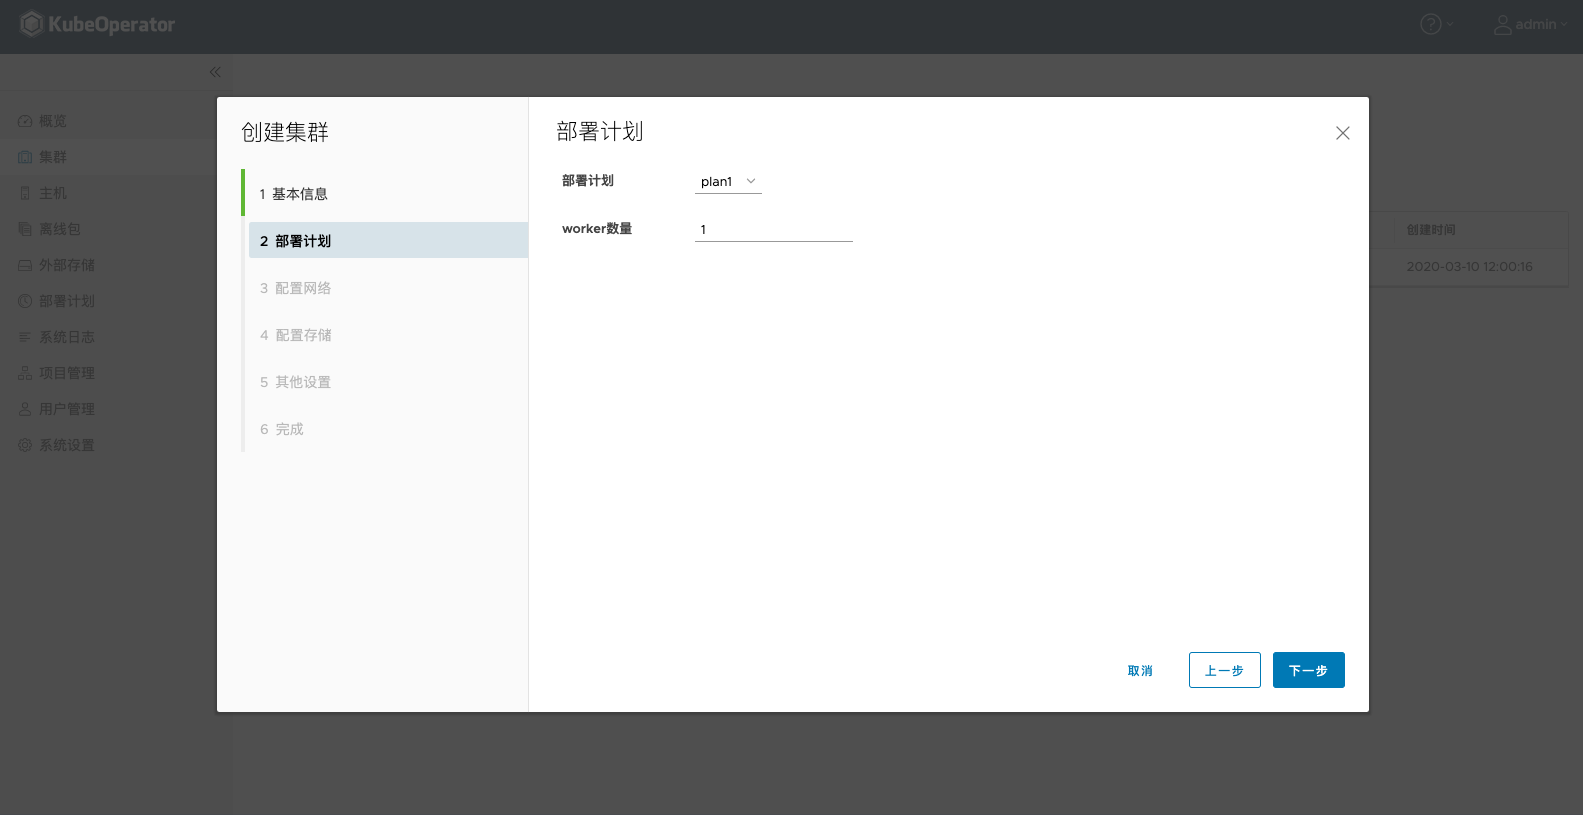 KubeOperator
admin
概览
集群
主机
离线包
外部存储
部署计划
系统日志
项目管理
用户管理
系统设置
创建集群
1 基本信息
2 部署计划
3 配置网络
4 配置存储
5 其他设置
6 完成
部署计划
部署计划 plan1
worker数量 1
取消 上一步 下一步
创建时间
2020-03-10 12:00:16